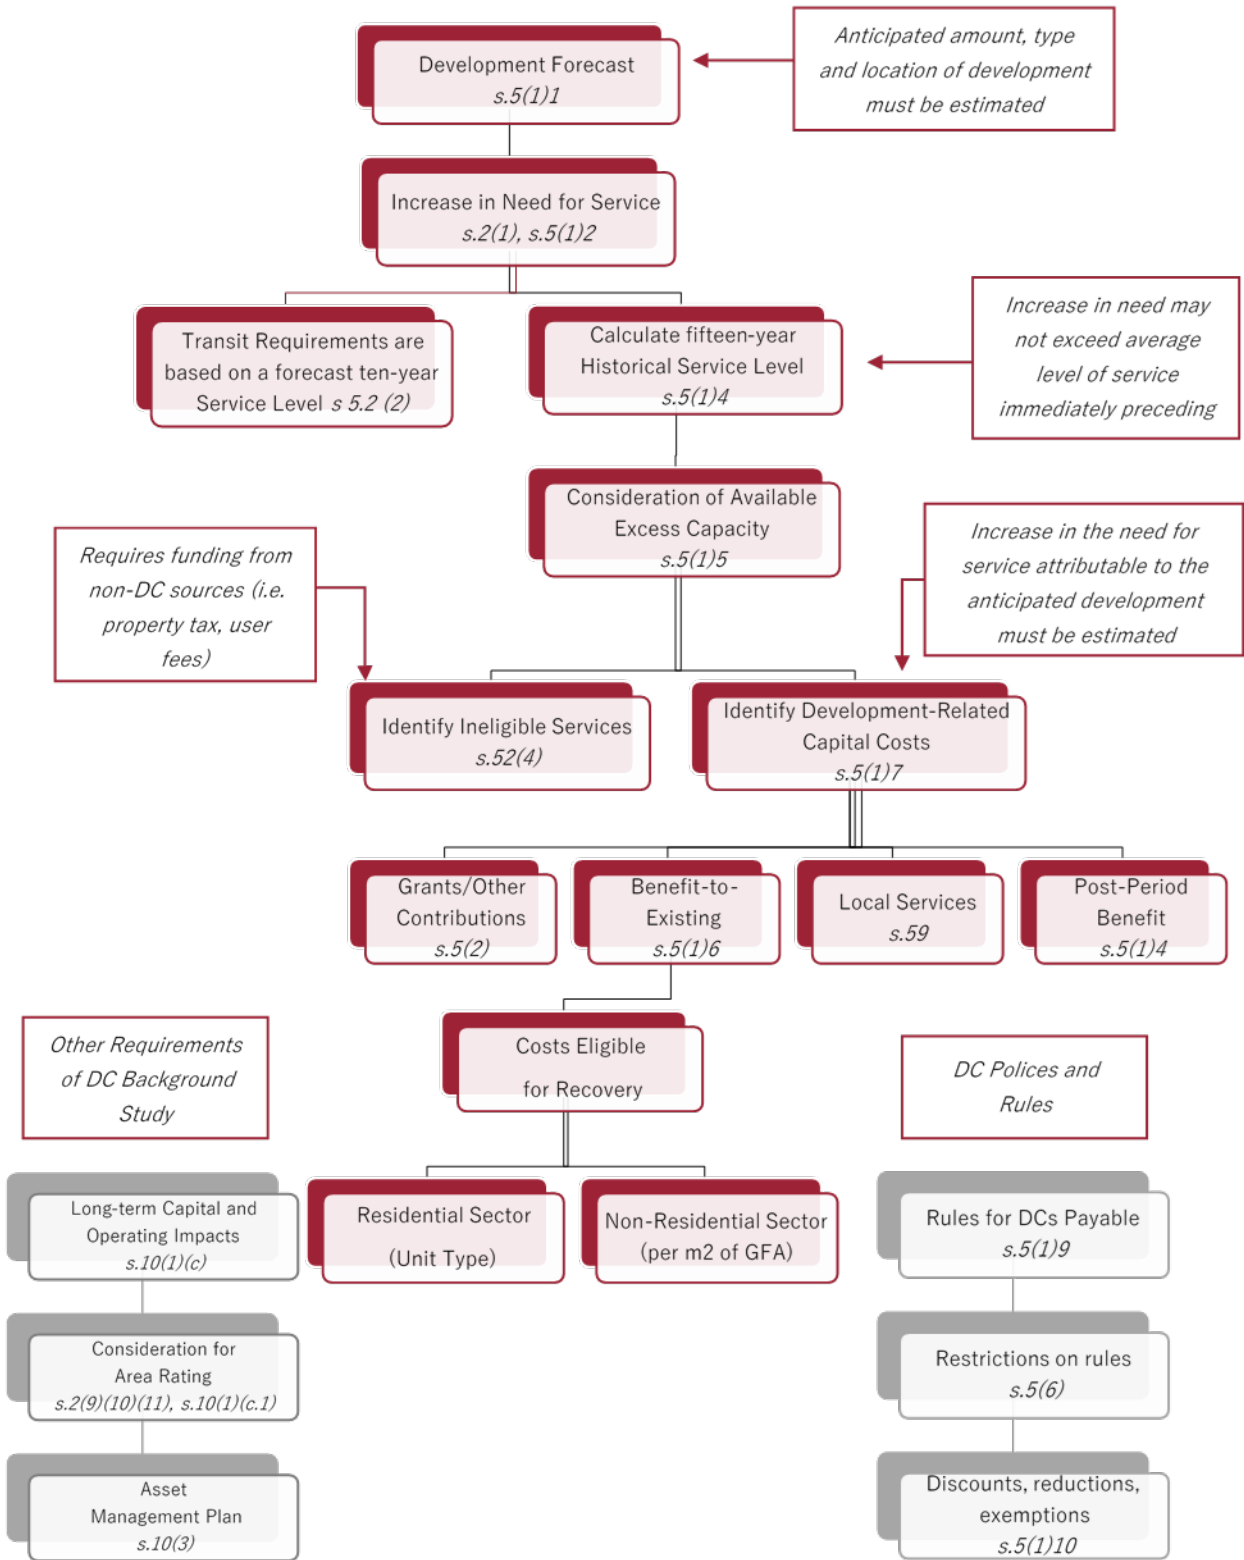 Development Forecast
s.5(1)1
Anticipated amount, type
and location of development
must be estimated
Increase in Need for Service
s.2(1), s.5(1)2
Transit Requirements are
based on a forecast ten-year
Service Level s 5.2 (2)
Calculate fifteen-year
Historical Service Level
s.5(1)4
Increase in need may
not exceed average
level of service
immediately preceding
Consideration of Available
Excess Capacity
s.5(1)5
Requires funding from
non-DC sources (i.e.
property tax, user
fees)
Increase in the need for
service attributable to the
anticipated development
must be estimated
Identify Ineligible Services
s.52(4)
Identify Development-Related
Capital Costs
s.5(1)7
Grants/Other
Contributions
s.5(2)
Benefit-to-
Existing
s.5(1)6
Local Services
s.59
Post-Period
Benefit
s.5(1)4
Costs Eligible
for Recovery
Residential Sector
(Unit Type)
Non-Residential Sector
(per m2 of GFA)
Other Requirements
of DC Background
Study
Long-term Capital and
Operating Impacts
s.10(1)(c)
Consideration for
Area Rating
s.2(9)(10)(11), s.10(1)(c.1)
Asset
Management Plan
s.10(3)
DC Polices and
Rules
Rules for DCs Payable
s.5(1)9
Restrictions on rules
s.5(6)
Discounts, reductions,
exemptions
s.5(1)10